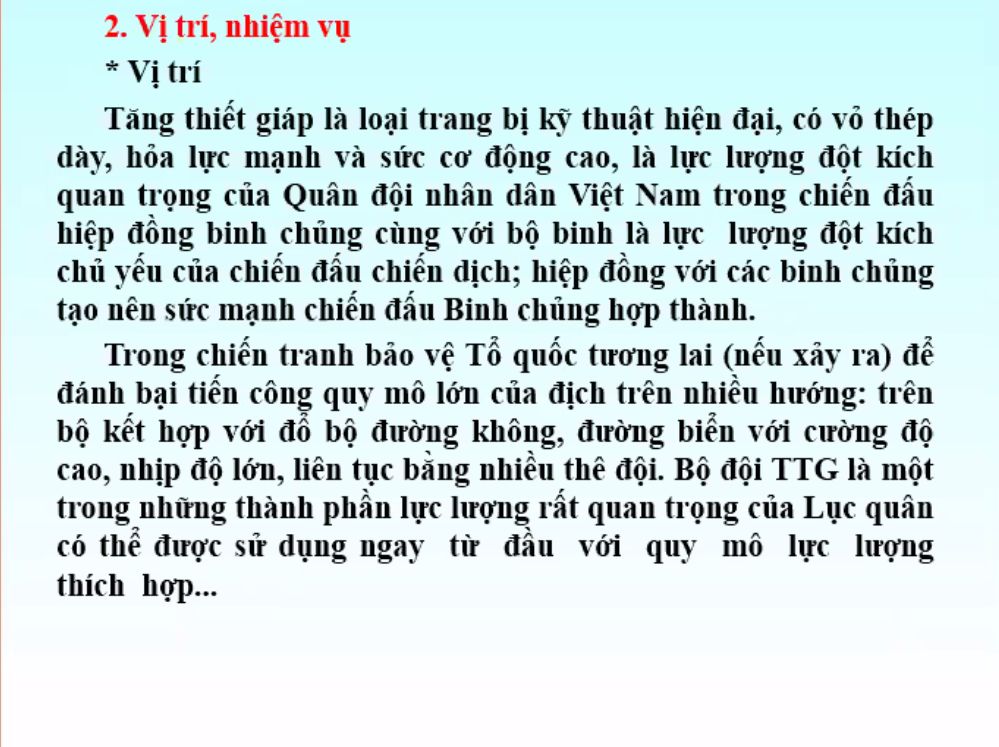 2. Vị trí, nhiệm vụ
* Vị trí
Tăng thiết giáp là loại trang bị kỹ thuật hiện đại, có vỏ thép
dày, hỏa lực mạnh và sức cơ động cao, là lực lượng đột kích
quan trọng của Quân đội nhân dân Việt Nam trong chiến đấu
hiệp đồng binh chủng cùng với bộ binh là lực lượng đột kích
chủ yếu của chiến đấu chiến dịch; hiệp đồng với các binh chủng
tạo nên sức mạnh chiến đấu Binh chủng hợp thành.
Trong chiến tranh bảo vệ Tổ quốc tương lai (nếu xảy ra) để
đánh bại tiến công quy mô lớn của địch trên nhiều hướng: trên
bộ kết hợp với đổ bộ đường không, đường biển với cường độ
cao, nhịp độ lớn, liên tục bằng nhiều thê đội. Bộ đội TTG là một
trong những thành phần lực lượng rất quan trọng của Lục quân
có thể được sử dụng ngay từ đầu với quy mô lực lượng
thích hợp...